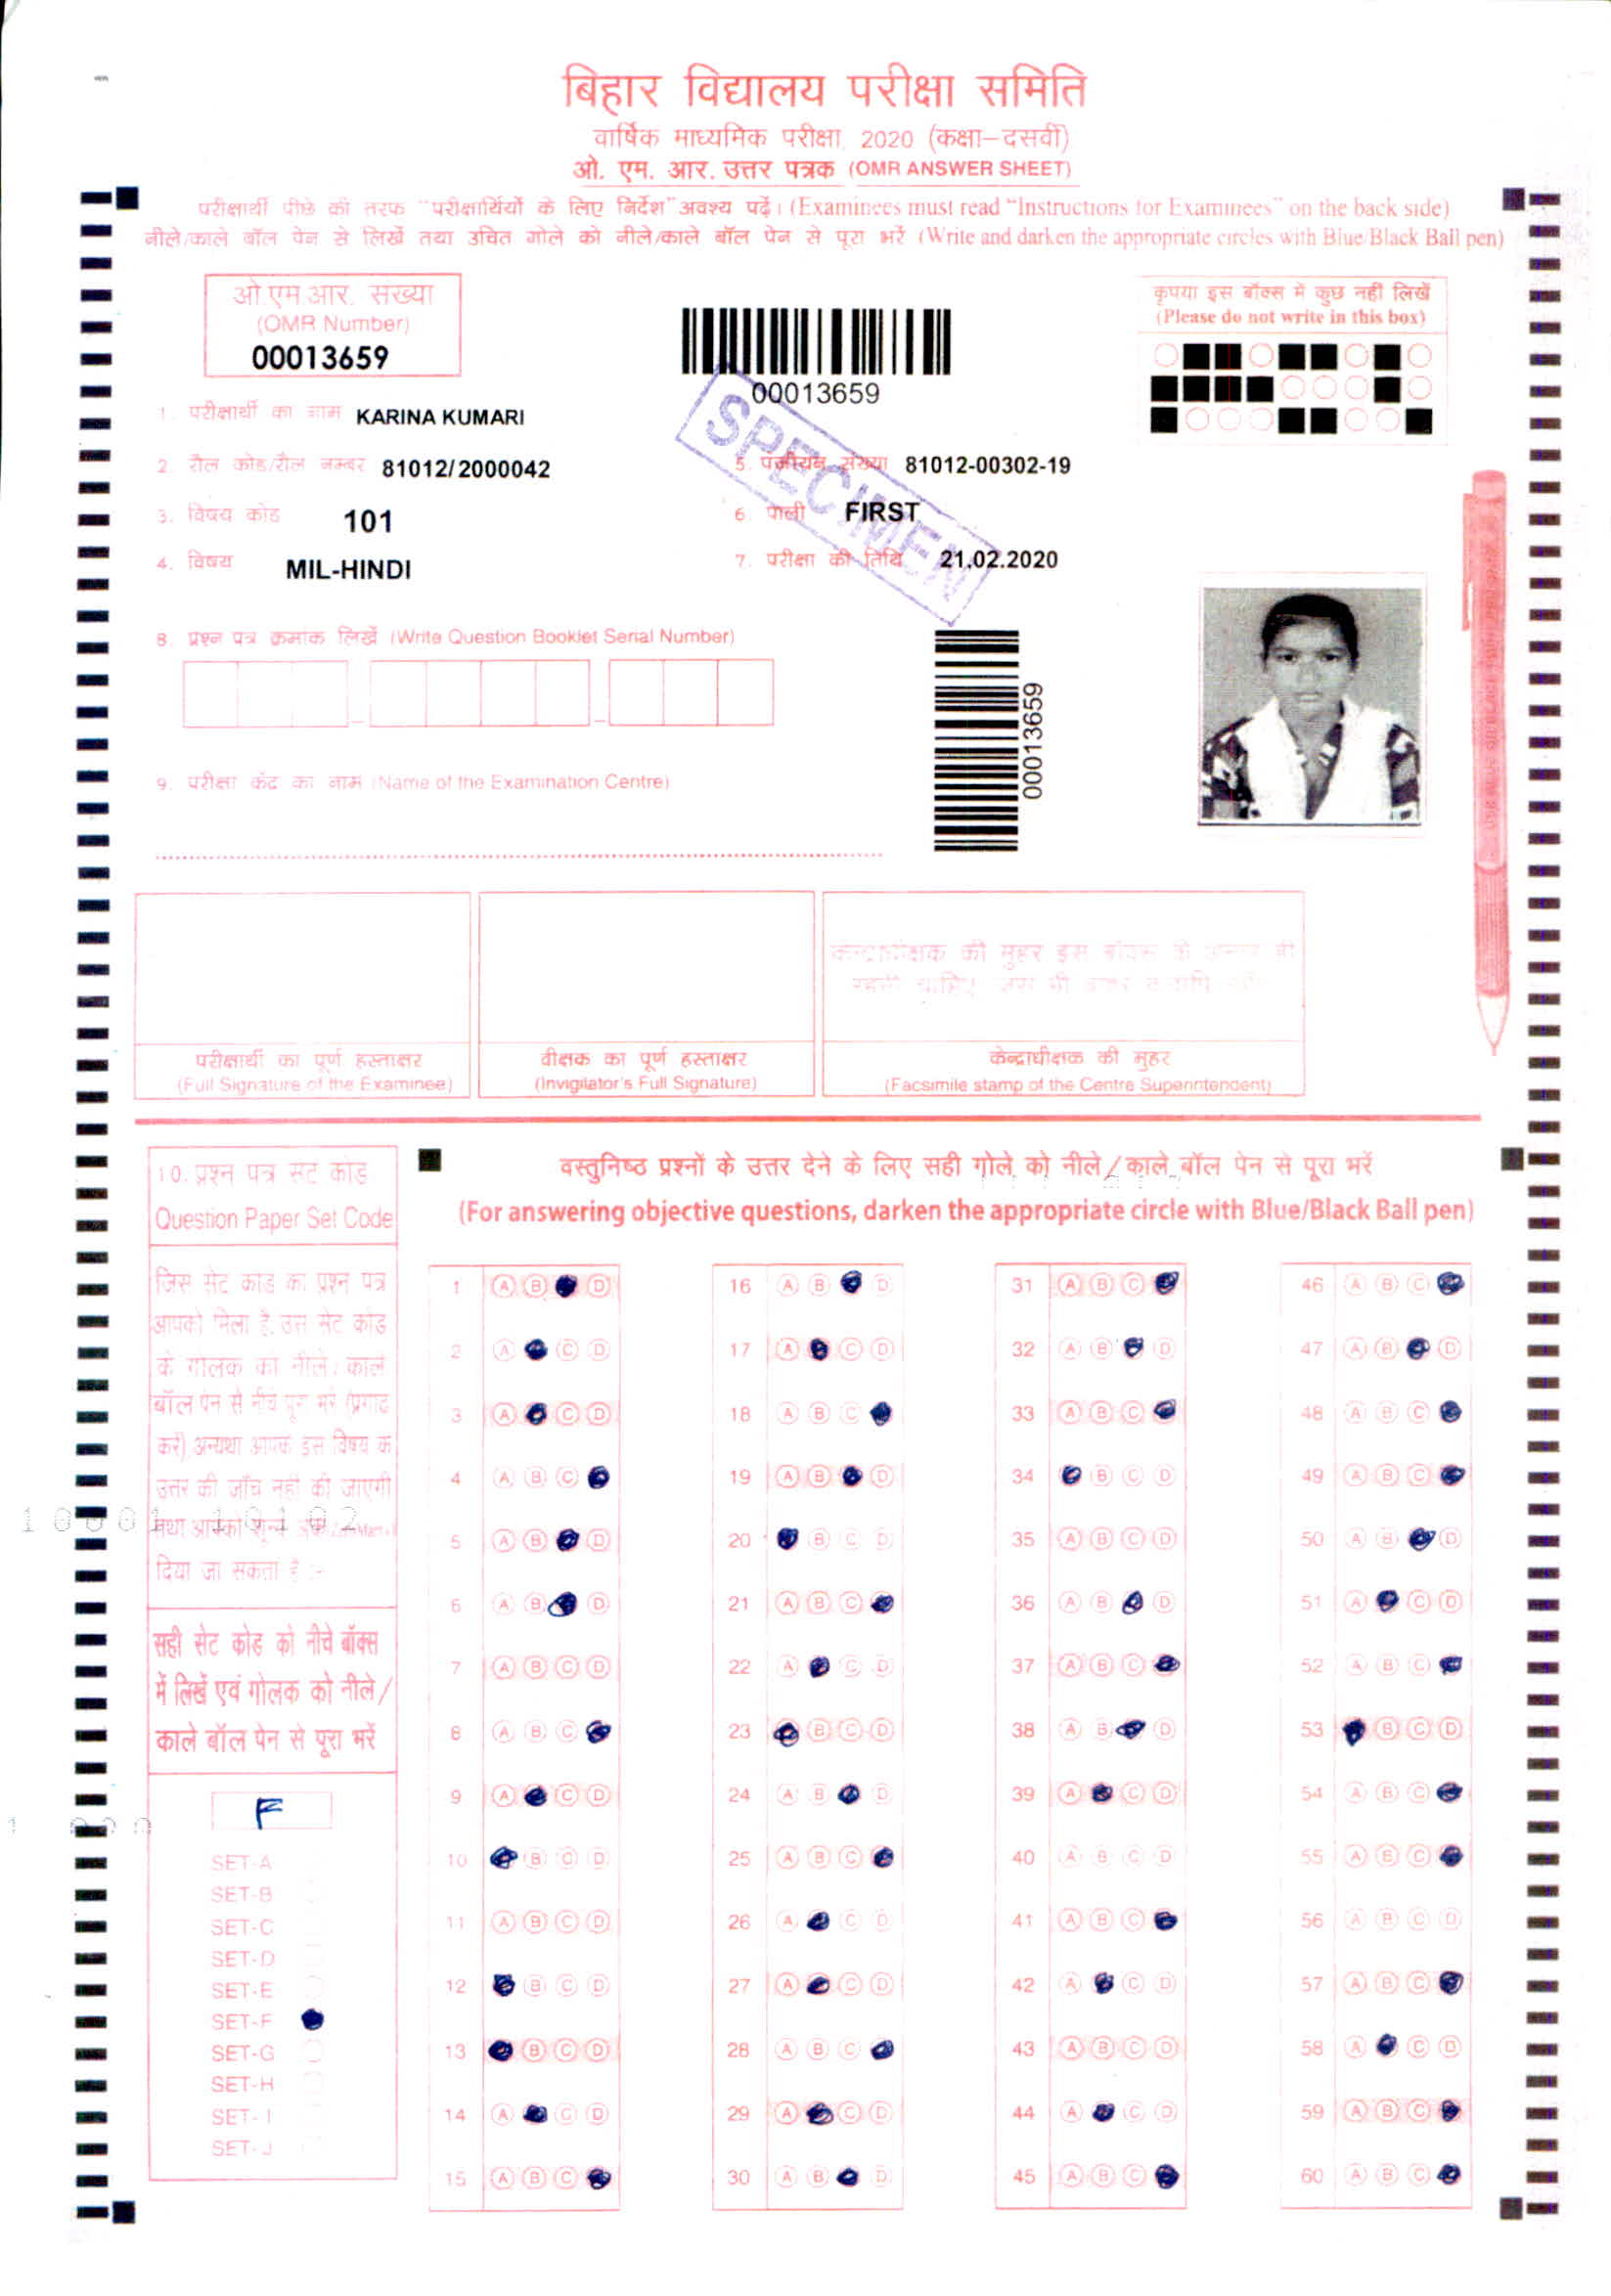 बिहार विद्यालय परीक्षा समिति
वार्षिक माध्यमिक परीक्षा, 2020 (कक्षा–दसवीं)
ओ. एम. आर. उत्तर पत्रक (OMR ANSWER SHEET)
परीक्षार्थी पीछे की तरफ "परीक्षार्थियों के लिए निर्देश" अवश्य पढ़ें। (Examinees must read "Instructions for Examinees" on the back side)
नीले/काले बॉल पेन से लिखें तथा उचित गोले को नीले/काले बॉल पेन से पूरा भरें (Write and darken the appropriate circles with Blue/Black Ball pen)
ओ.एम.आर. संख्या
(OMR Number)
00013659
00013659
कृपया इस बॉक्स में कुछ नहीं लिखें
(Please do not write in this box)
SPECIMEN
1. परीक्षार्थी का नाम KARINA KUMARI
2. रौल कोड/रौल नम्बर 81012/2000042
5. पंजीयन संख्या 81012-00302-19
3. विषय कोड 101
6. पाली FIRST
4. विषय MIL-HINDI
7. परीक्षा की तिथि 21.02.2020
8. प्रश्न पत्र क्रमांक लिखें (Write Question Booklet Serial Number)
00013659
9. परीक्षा केंद्र का नाम (Name of the Examination Centre)
परीक्षार्थी का पूर्ण हस्ताक्षर
(Full Signature of the Examinee)
वीक्षक का पूर्ण हस्ताक्षर
(Invigilator's Full Signature)
केन्द्राधीक्षक की मुहर
(Facsimile stamp of the Centre Superintendent)
10. प्रश्न पत्र सेट कोड
Question Paper Set Code
जिस सेट कोड का प्रश्न पत्र
आपको मिला है, उस सेट कोड
के गोलक को नीले/काले
बॉल पेन से नीचे पूरा भरें (प्रगाढ़
करें) अन्यथा आपके इस विषय के
उत्तर की जाँच नहीं की जाएगी
तथा आपको शून्य अंक
दिया जा सकता है :-
सही सेट कोड को नीचे बॉक्स
में लिखें एवं गोलक को नीले/
काले बॉल पेन से पूरा भरें
F
SET-A
SET-B
SET-C
SET-D
SET-E
SET-F
SET-G
SET-H
SET-I
SET-J
वस्तुनिष्ठ प्रश्नों के उत्तर देने के लिए सही गोले को नीले/काले बॉल पेन से पूरा भरें
(For answering objective questions, darken the appropriate circle with Blue/Black Ball pen)
1 A B D
2 A C D
3 A C D
4 A B C
5 A B D
6 A B D
7 A B C D
8 A B C
9 A C D
10 B C D
11 A B C D
12 B C D
13 B C D
14 A C D
15 A B C
16 A B D
17 A C D
18 A B C
19 A B D
20 B C D
21 A B C
22 A C D
23 B C D
24 A B D
25 A B C
26 A C D
27 A C D
28 A B C
29 A C D
30 A B D
31 A B C
32 A B D
33 A B C
34 B C D
35 A B C D
36 A B D
37 A B C
38 A B D
39 A C D
40 A B C D
41 A B C
42 A C D
43 A B C D
44 A C D
45 A B C
46 A B C
47 A B D
48 A B C
49 A B C
50 A B D
51 A C D
52 A B C
53 B C D
54 A B C
55 A B C
56 A B C D
57 A B C
58 A C D
59 A B C
60 A B C